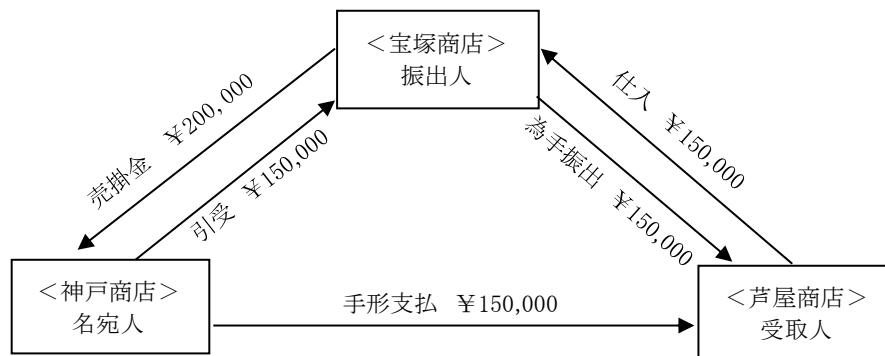 ＜宝塚商店＞
振出人
売掛金　￥200,000
引受　￥150,000
仕入　￥150,000
為手振出　￥150,000
＜神戸商店＞
名宛人
手形支払　￥150,000
＜芦屋商店＞
受取人